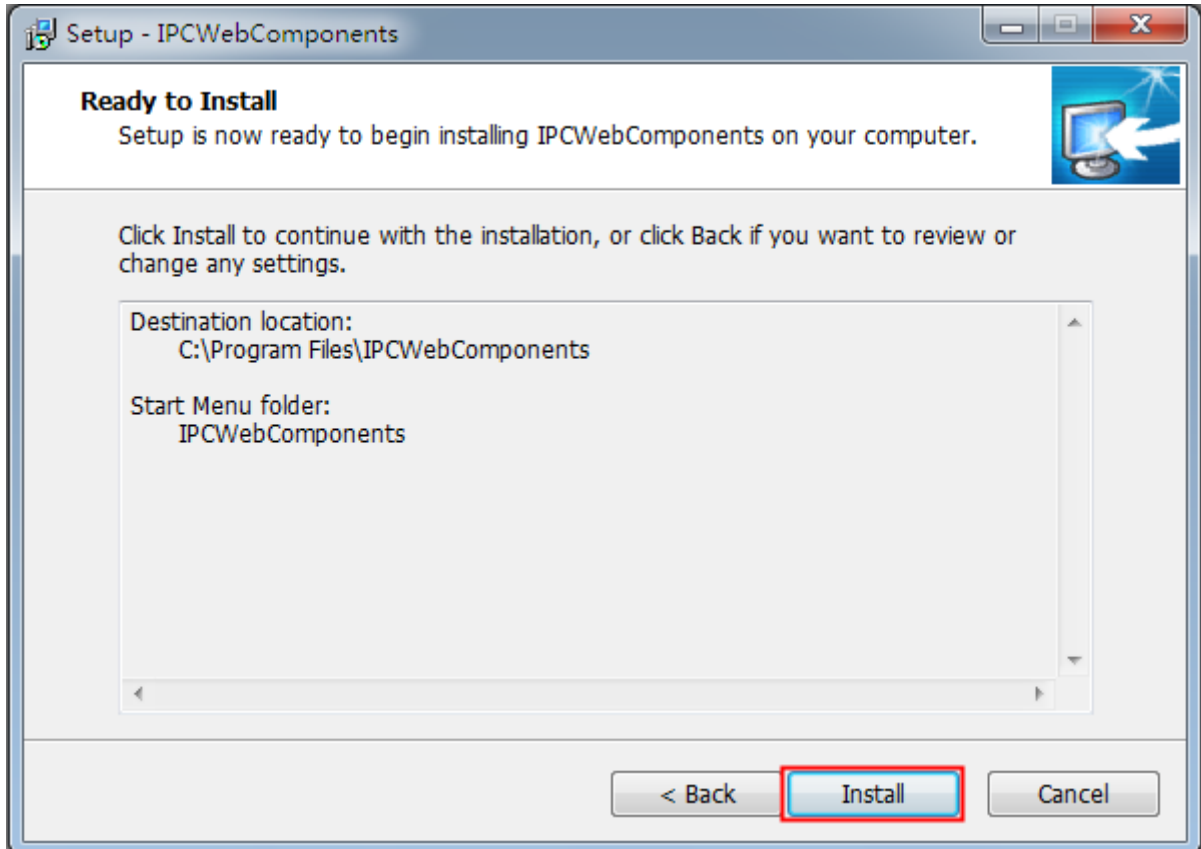 Setup - IPCWebComponents
Ready to Install
Setup is now ready to begin installing IPCWebComponents on your computer.
Click Install to continue with the installation, or click Back if you want to review or
change any settings.
Destination location:
C:\Program Files\IPCWebComponents
Start Menu folder:
IPCWebComponents
< Back Install Cancel